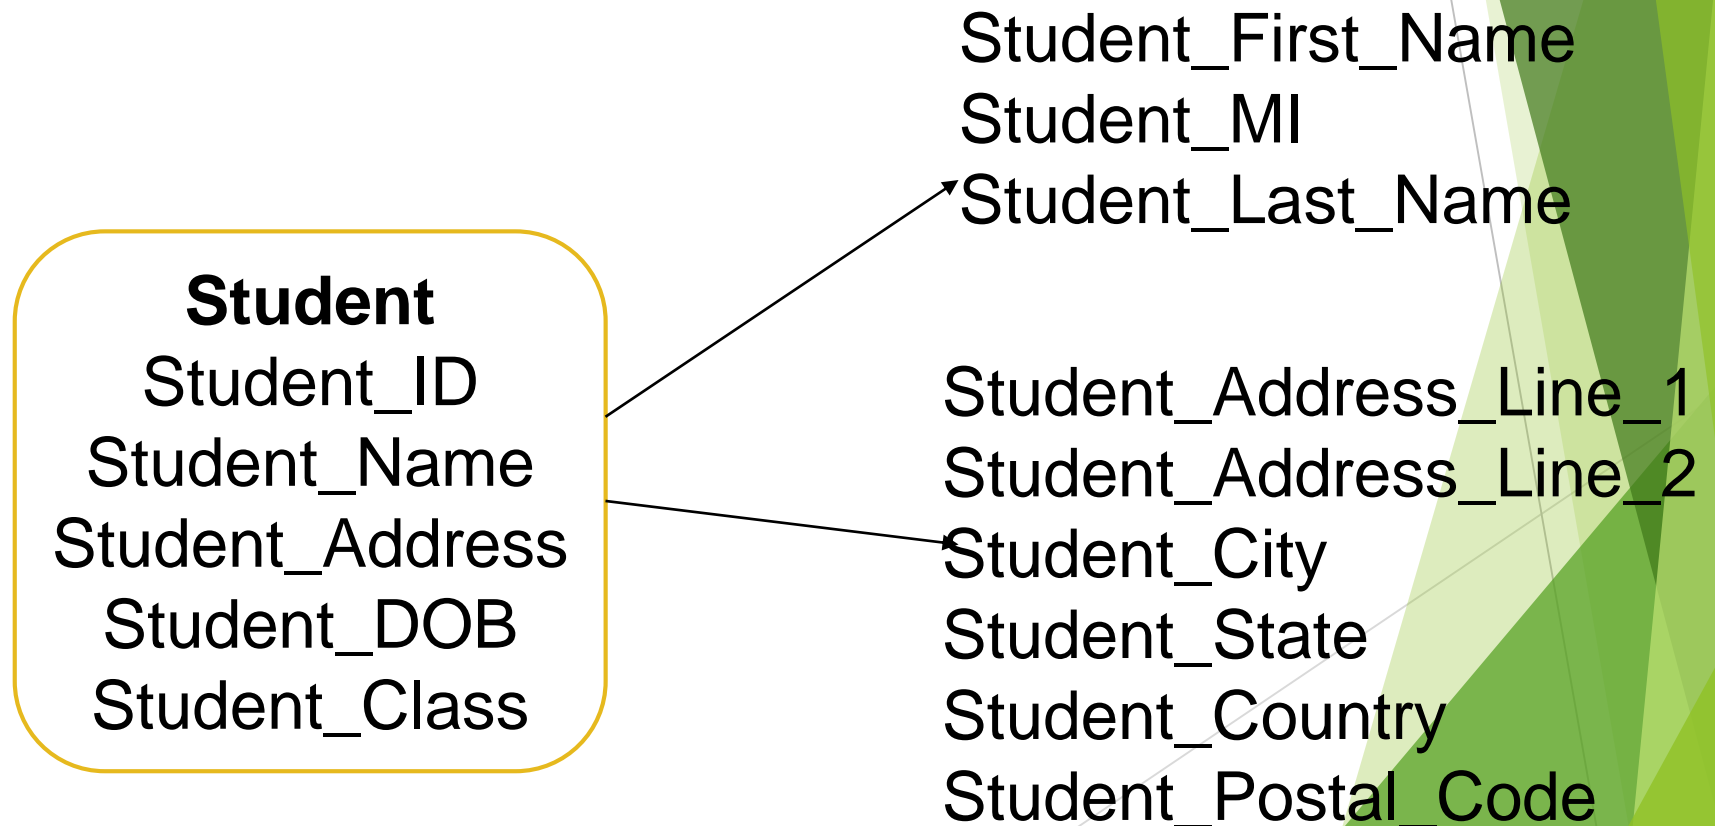 Student
Student_ID
Student_Name
Student_Address
Student_DOB
Student_Class
Student_First_Name
Student_MI
Student_Last_Name
Student_Address_Line_1
Student_Address_Line_2
Student_City
Student_State
Student_Country
Student_Postal_Code